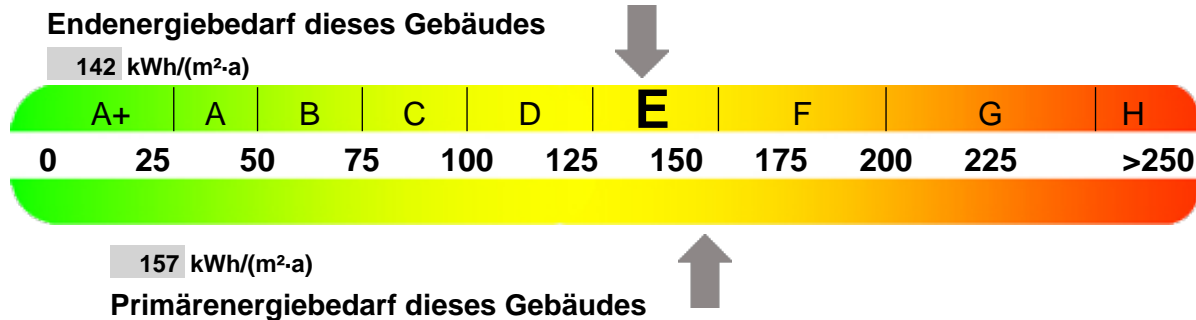 Endenergiebedarf dieses Gebäudes
142 kWh/(m²·a)
A+ A B C D E F G H
0 25 50 75 100 125 150 175 200 225 >250
157 kWh/(m²·a)
Primärenergiebedarf dieses Gebäudes